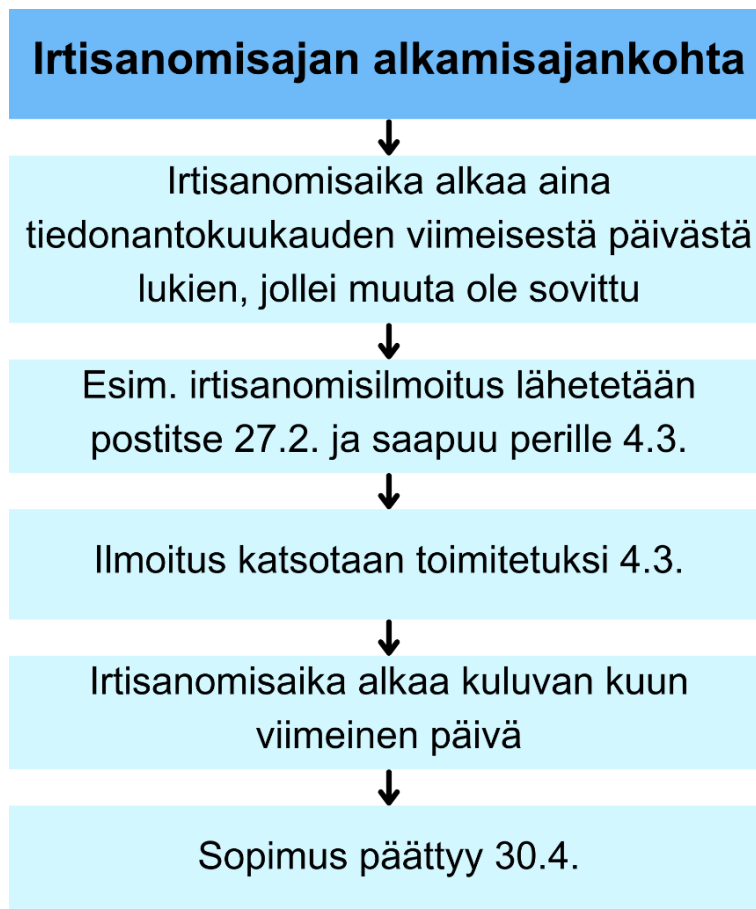 Irtisanomisajan alkamisajankohta
Irtisanomisaika alkaa aina
tiedonantokuukauden viimeisestä päivästä
lukien, jollei muuta ole sovittu
Esim. irtisanomisilmoitus lähetetään
postitse 27.2. ja saapuu perille 4.3.
Ilmoitus katsotaan toimitetuksi 4.3.
Irtisanomisaika alkaa kuluvan kuun
viimeinen päivä
Sopimus päättyy 30.4.